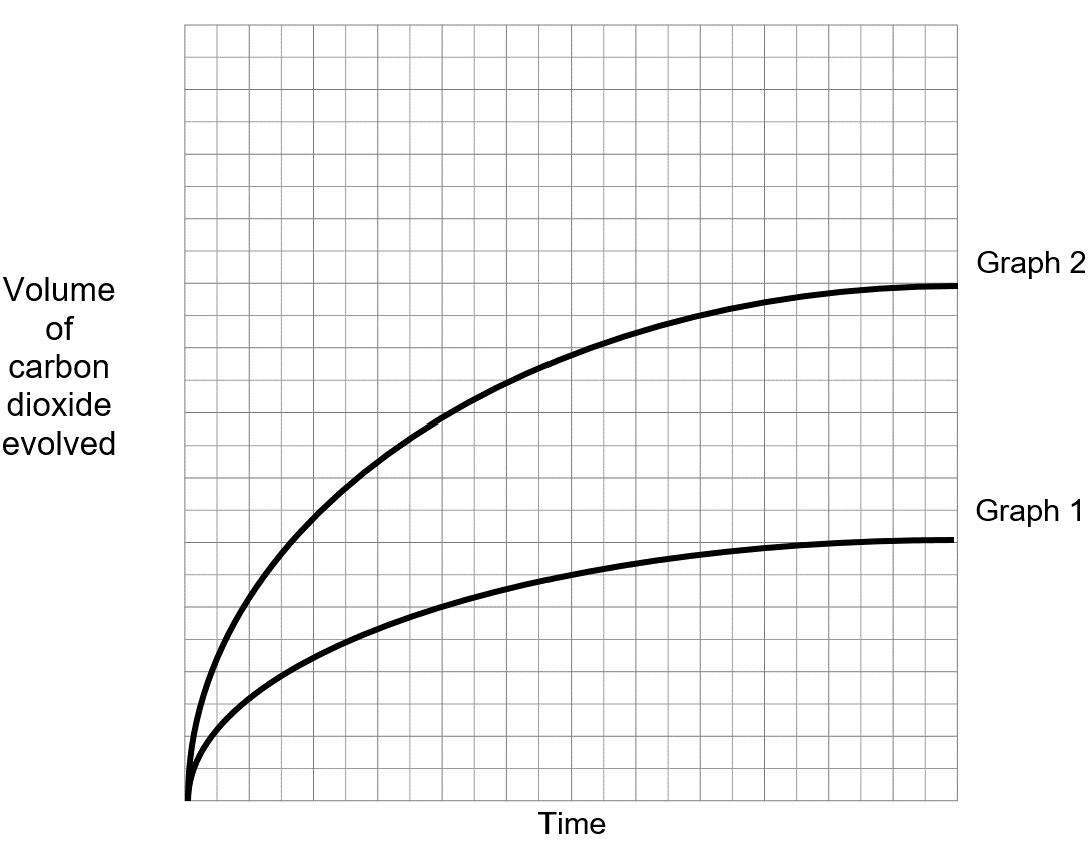 Volume
of
carbon
dioxide
evolved
Graph 2
Graph 1
Time